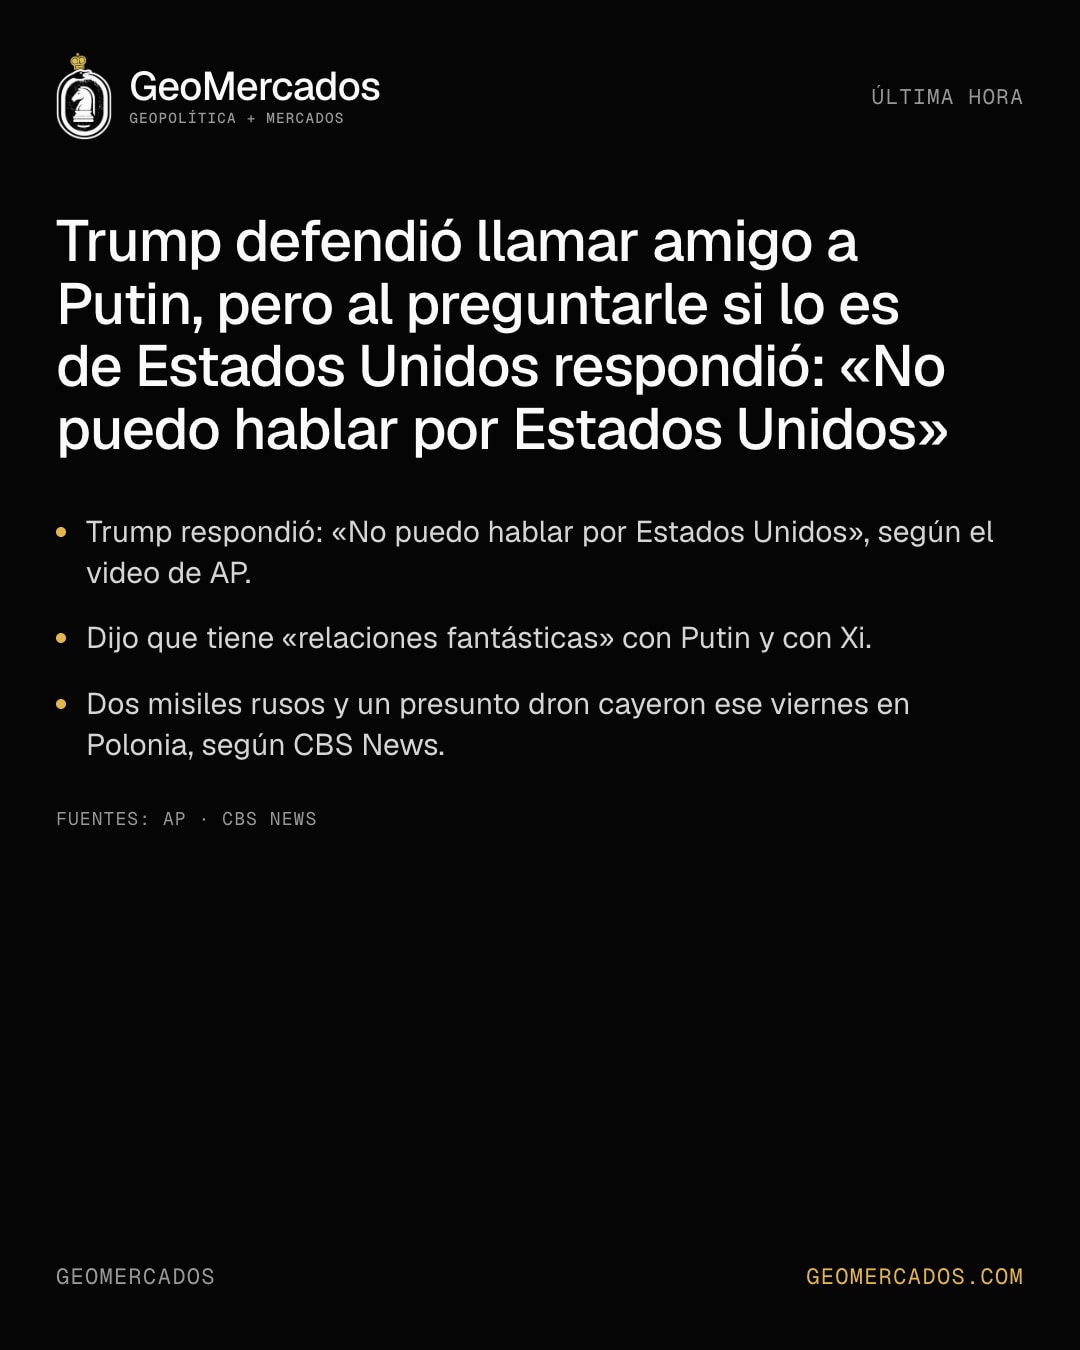 GeoMercados
GEOPOLÍTICA + MERCADOS
ÚLTIMA HORA
Trump defendió llamar amigo a
Putin, pero al preguntarle si lo es
de Estados Unidos respondió: «No
puedo hablar por Estados Unidos»
• Trump respondió: «No puedo hablar por Estados Unidos», según el
video de AP.
• Dijo que tiene «relaciones fantásticas» con Putin y con Xi.
• Dos misiles rusos y un presunto dron cayeron ese viernes en
Polonia, según CBS News.
FUENTES: AP · CBS NEWS
GEOMERCADOS
GEOMERCADOS.COM